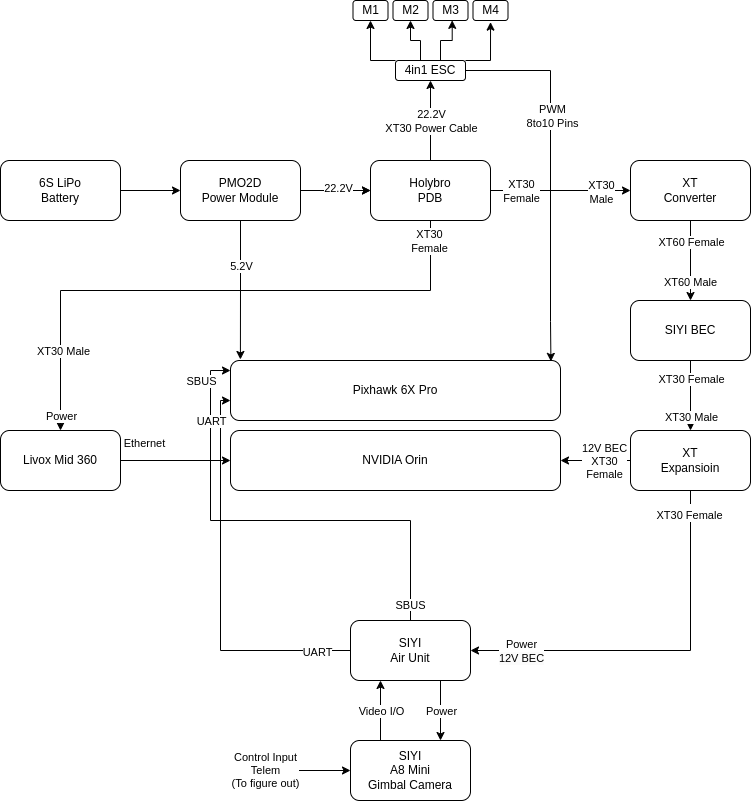 M1
M2
M3
M4
4in1 ESC
22.2V
XT30 Power Cable
PWM
8to10 Pins
6S LiPo
Battery
PMO2D
Power Module
22.2V
Holybro
PDB
XT30
Female
XT30
Male
XT
Converter
XT30
Female
5.2V
XT60 Female
XT60 Male
XT30 Male
Power
SIYI BEC
SBUS
Pixhawk 6X Pro
UART
XT30 Female
XT30 Male
Livox Mid 360
Ethernet
NVIDIA Orin
12V BEC
XT30
Female
XT
Expansioin
XT30 Female
SBUS
UART
SIYI
Air Unit
Power
12V BEC
Video I/O
Power
Control Input
Telem
(To figure out)
SIYI
A8 Mini
Gimbal Camera